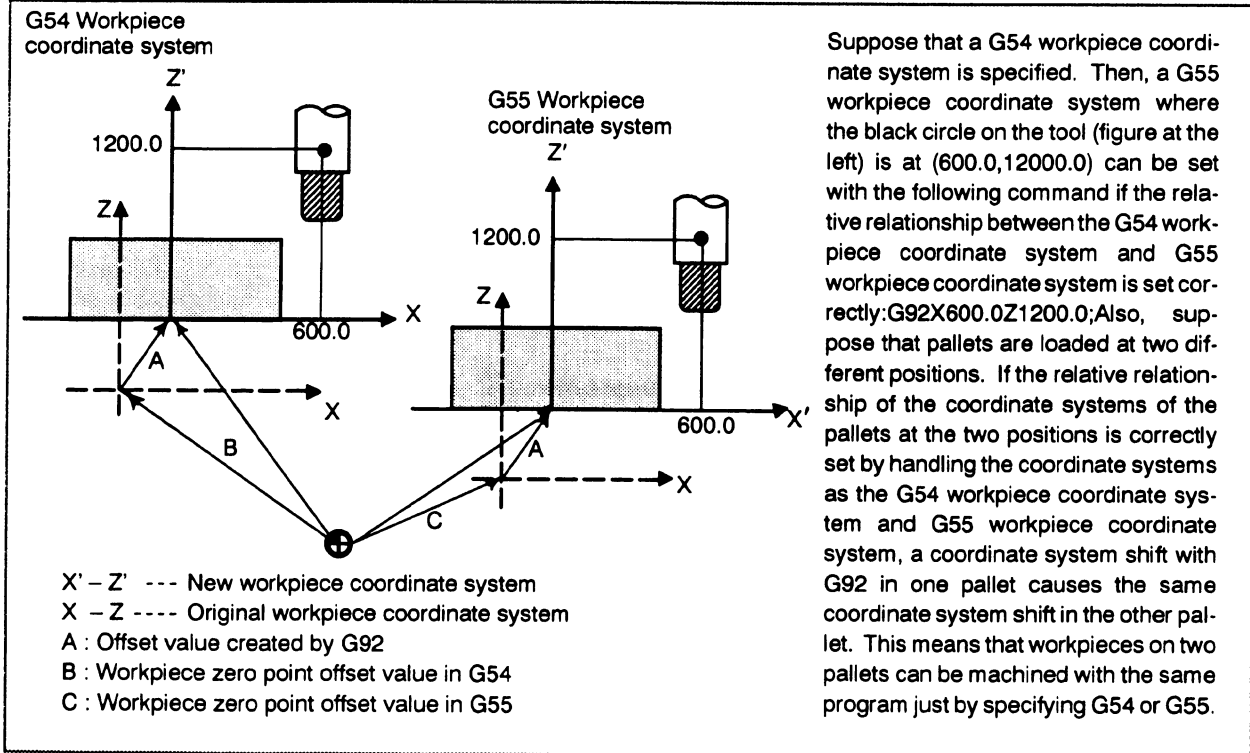 G54 Workpiece
coordinate system
Z'
1200.0
Z
X
600.0
A
X
B
G55 Workpiece
coordinate system
Z'
1200.0
Z
X'
600.0
A
X
C
X' – Z' --- New workpiece coordinate system
X – Z ---- Original workpiece coordinate system
A : Offset value created by G92
B : Workpiece zero point offset value in G54
C : Workpiece zero point offset value in G55
Suppose that a G54 workpiece coordi-
nate system is specified. Then, a G55
workpiece coordinate system where
the black circle on the tool (figure at the
left) is at (600.0,12000.0) can be set
with the following command if the rela-
tive relationship between the G54 work-
piece coordinate system and G55
workpiece coordinate system is set cor-
rectly:G92X600.0Z1200.0;Also, sup-
pose that pallets are loaded at two dif-
ferent positions. If the relative relation-
ship of the coordinate systems of the
pallets at the two positions is correctly
set by handling the coordinate systems
as the G54 workpiece coordinate sys-
tem and G55 workpiece coordinate
system, a coordinate system shift with
G92 in one pallet causes the same
coordinate system shift in the other pal-
let. This means that workpieces on two
pallets can be machined with the same
program just by specifying G54 or G55.